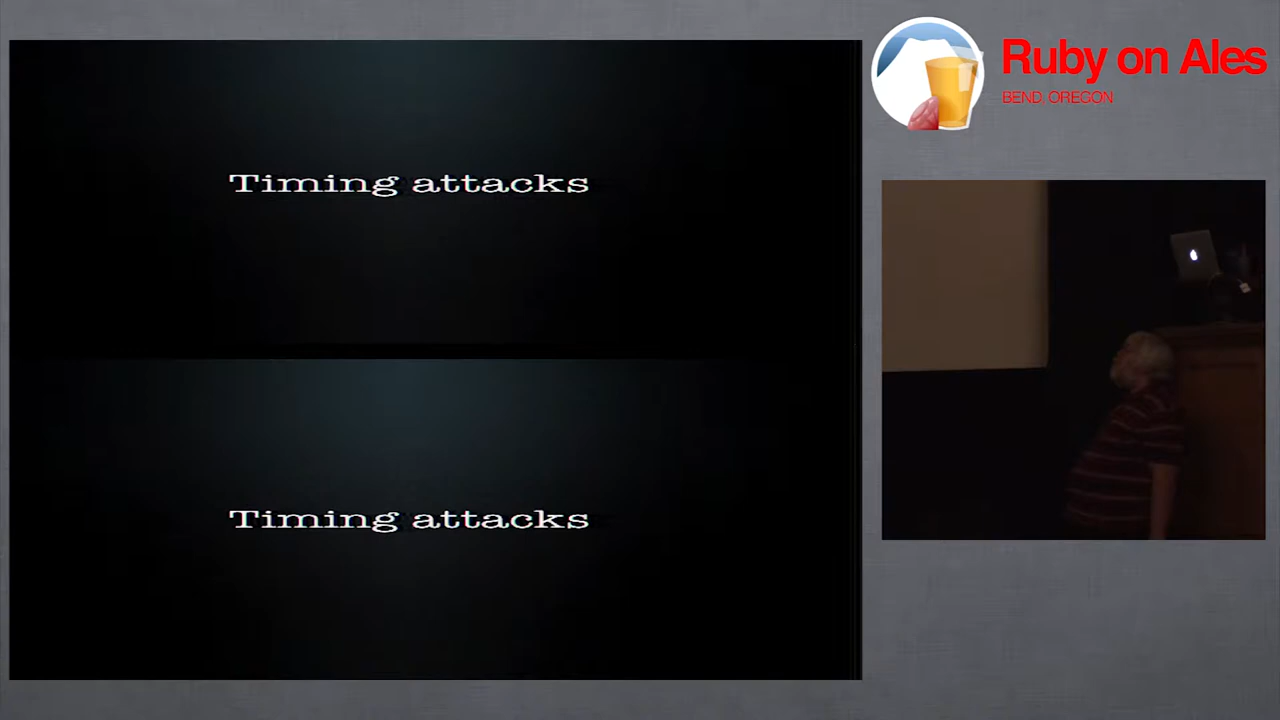 Timing attacks
Timing attacks
Ruby on Ales
BEND, OREGON